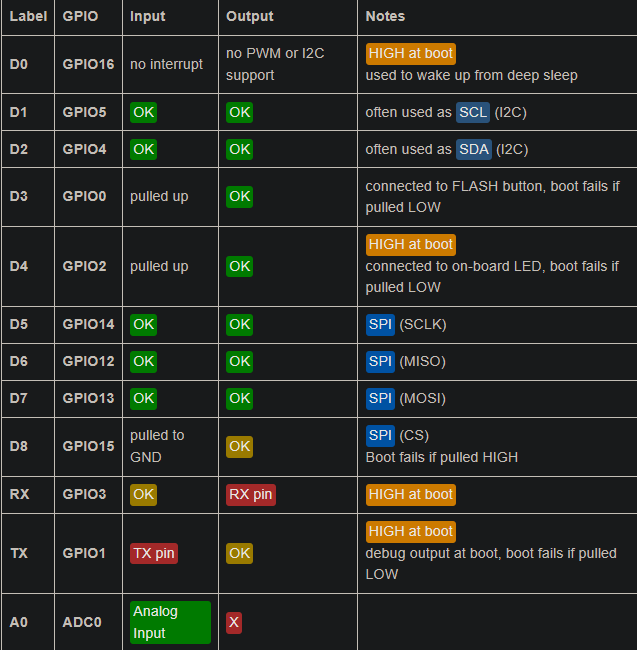 Label GPIO Input Output Notes
D0 GPIO16 no interrupt no PWM or I2C support HIGH at boot
used to wake up from deep sleep
D1 GPIO5 OK OK often used as SCL (I2C)
D2 GPIO4 OK OK often used as SDA (I2C)
D3 GPIO0 pulled up OK connected to FLASH button, boot fails if
pulled LOW
D4 GPIO2 pulled up OK HIGH at boot
connected to on-board LED, boot fails if
pulled LOW
D5 GPIO14 OK OK SPI (SCLK)
D6 GPIO12 OK OK SPI (MISO)
D7 GPIO13 OK OK SPI (MOSI)
D8 GPIO15 pulled to GND OK SPI (CS)
Boot fails if pulled HIGH
RX GPIO3 OK RX pin HIGH at boot
TX GPIO1 TX pin OK HIGH at boot
debug output at boot, boot fails if pulled
LOW
A0 ADC0 Analog Input X